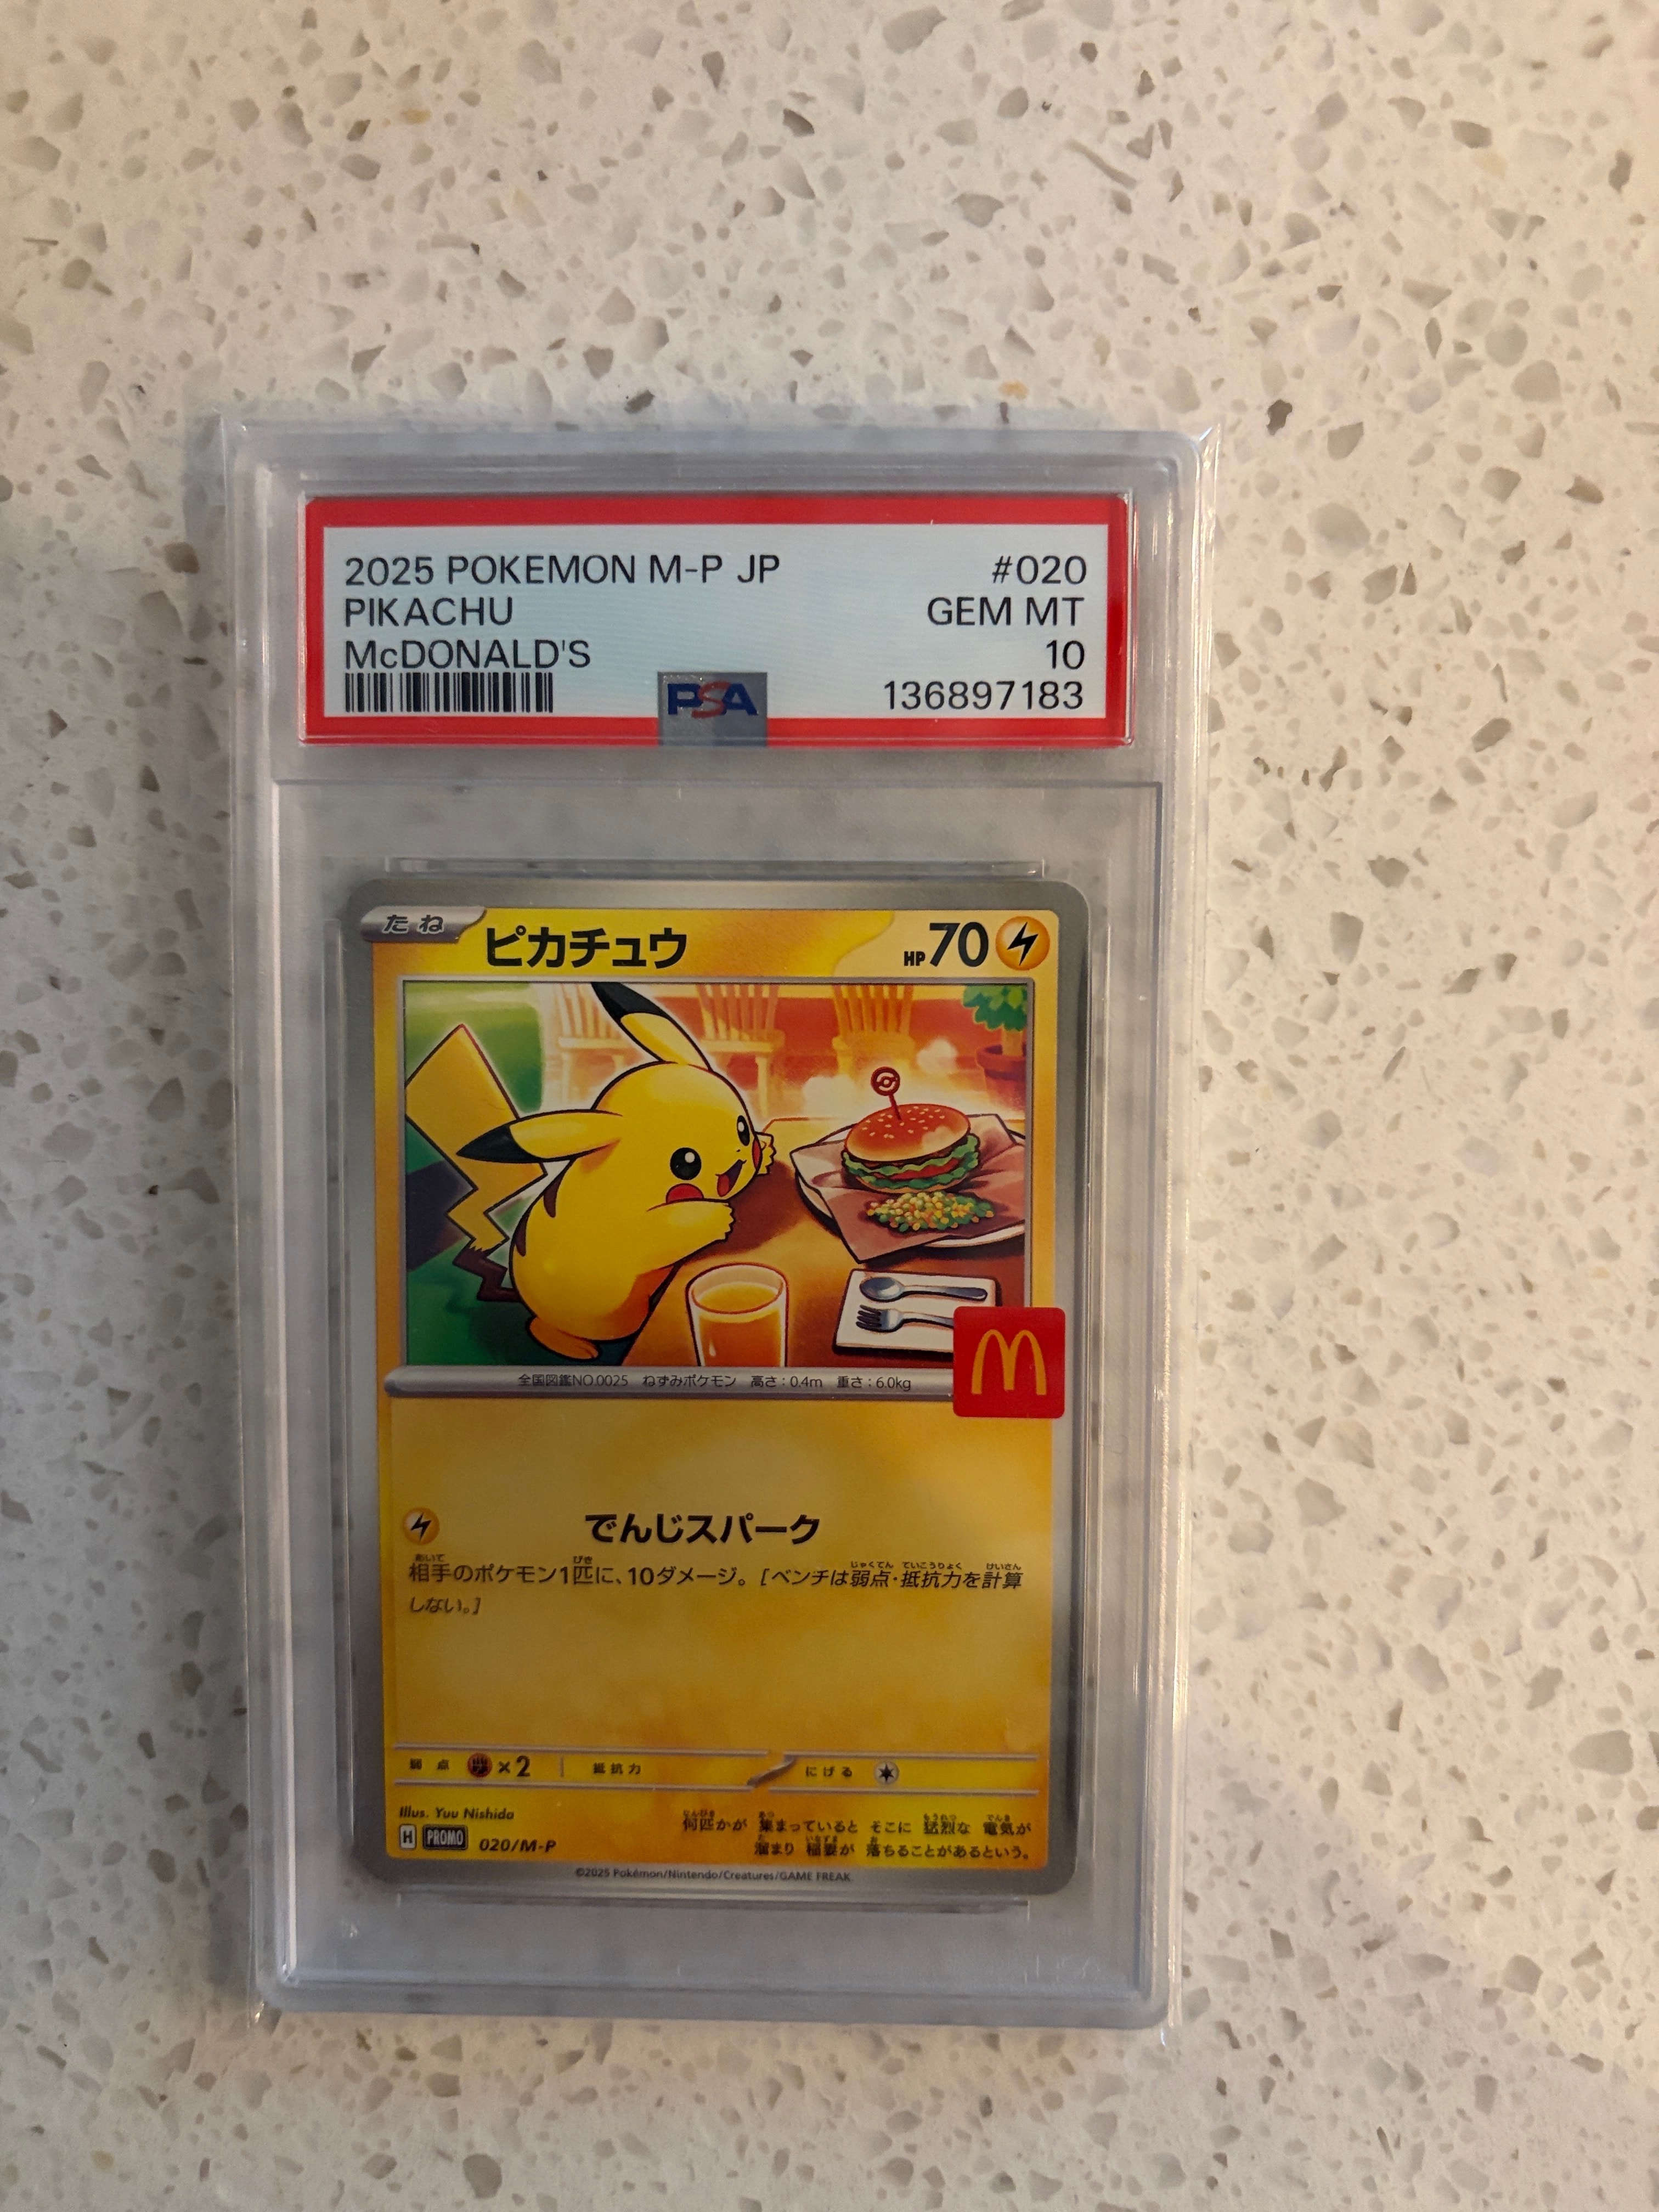 2025 POKEMON M-P JP #020
PIKACHU GEM MT
McDONALD'S 10
PSA 136897183
たね ピカチュウ HP70
M
全国図鑑NO.0025 ねずみポケモン 高さ:0.4m 重さ:6.0kg
でんじスパーク
相手のポケモン1匹に、10ダメージ。[ベンチは弱点・抵抗力を計算
しない。]
弱点 ×2 抵抗力 にげる
Illus. Yuu Nishida
何匹かが 集まっていると そこに 猛烈な 電気が
H PROMO 020/M-P
溜まり 稲妻が 落ちることがあるという。
©2025 Pokémon/Nintendo/Creatures/GAME FREAK